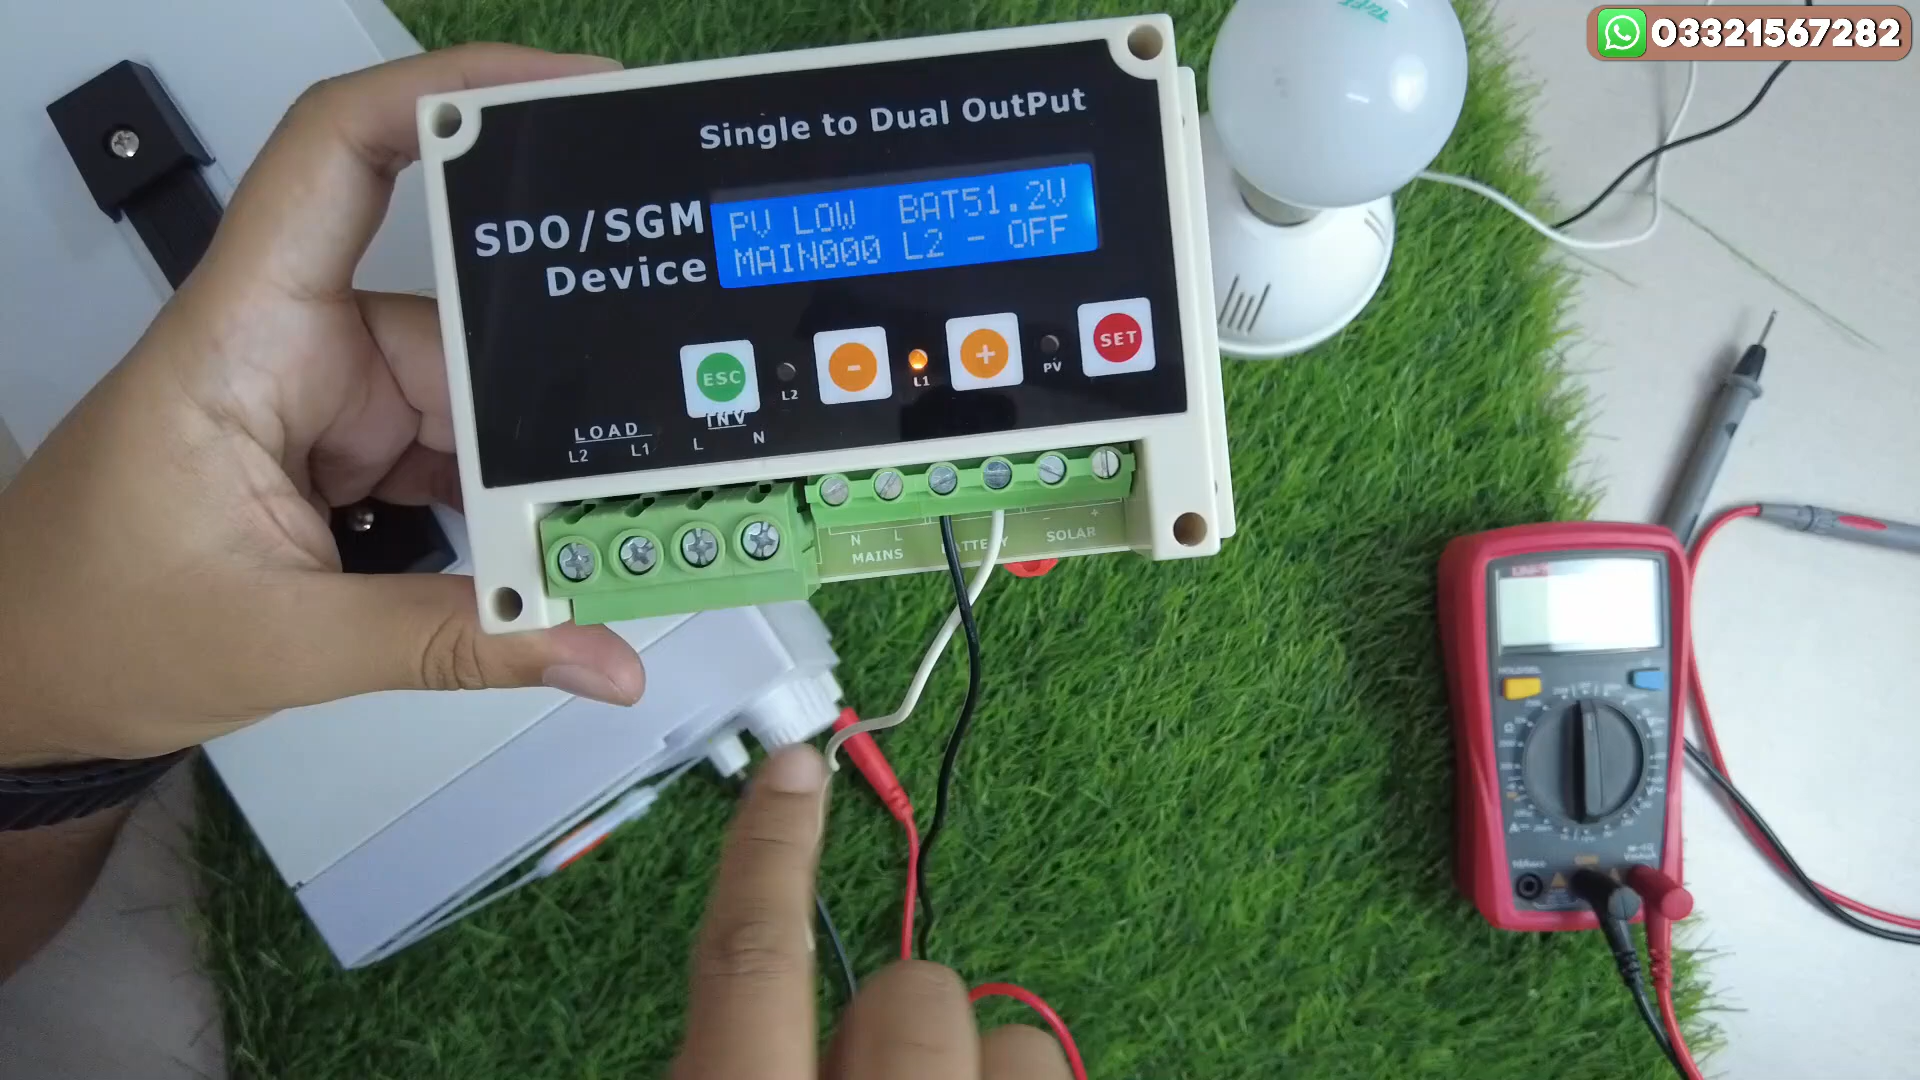 03321567282
Single to Dual OutPut
SDO/SGM
Device
PV LOW BAT51.2V
MAIN000 L2 - OFF
ESC
L2
-
L1
+
PV
SET
LOAD
L2 L1
INV
L N
N L
MAINS
BATTERY
- +
SOLAR